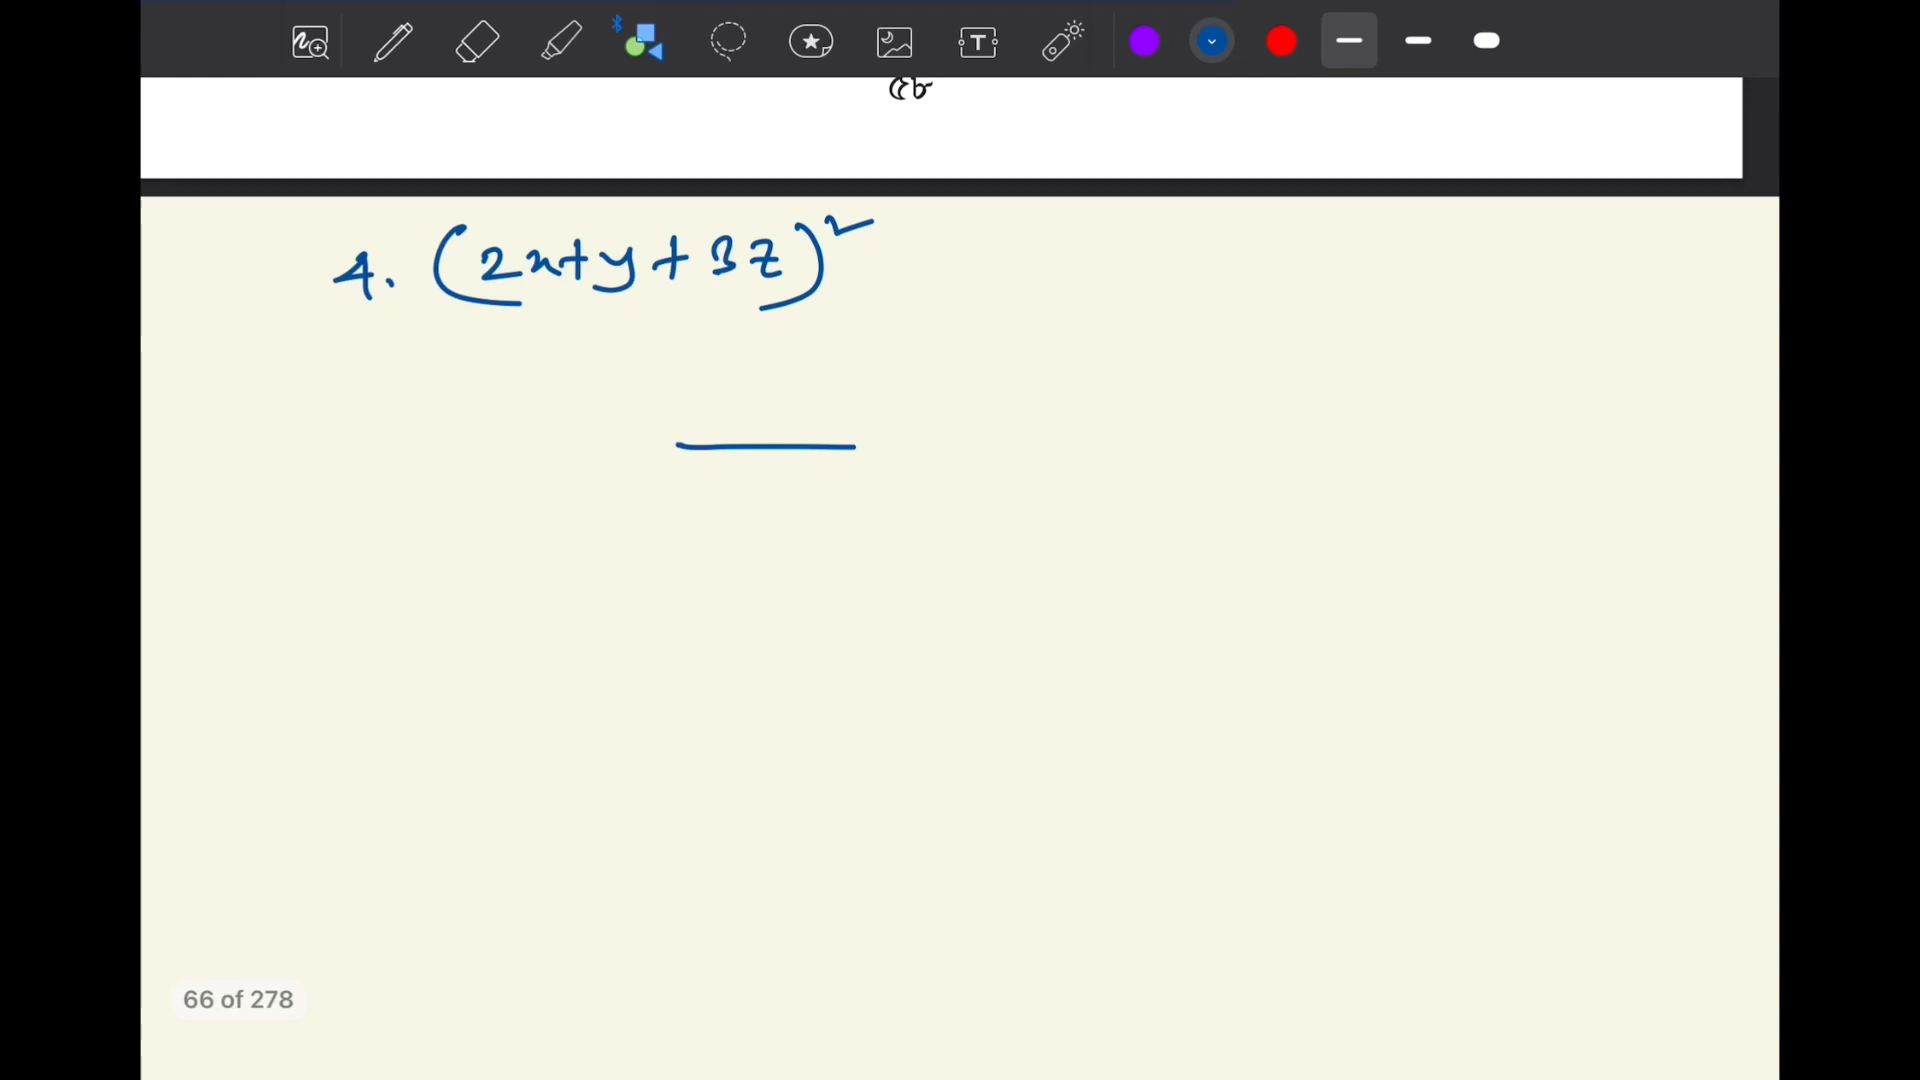 4. (2x+y+3z)²
66 of 278